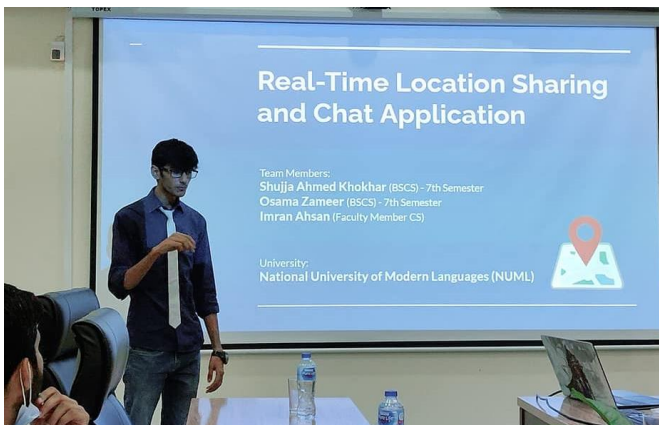 TOPEX
Real-Time Location Sharing
and Chat Application
Team Members:
Shujja Ahmed Khokhar (BSCS) - 7th Semester
Osama Zameer (BSCS) - 7th Semester
Imran Ahsan (Faculty Member CS)
University:
National University of Modern Languages (NUML)